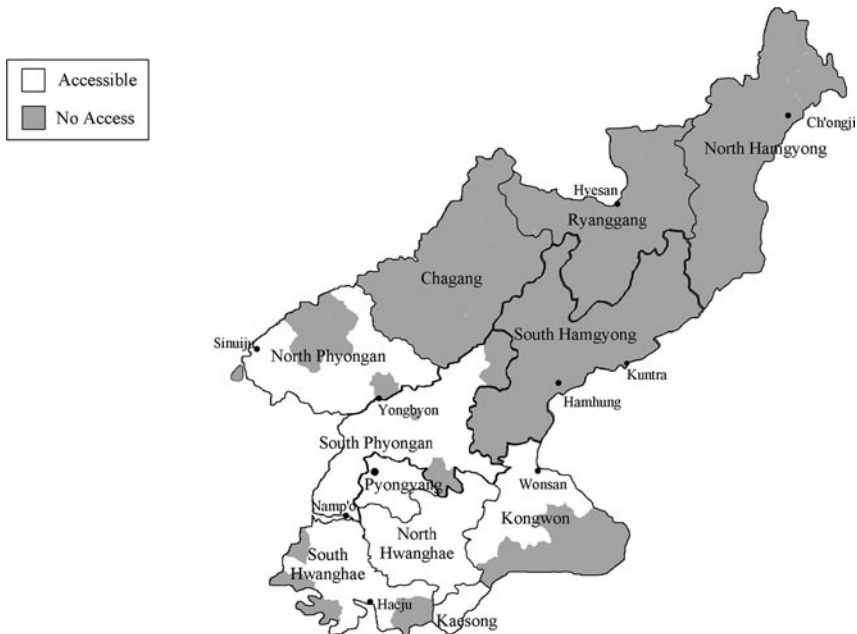 Accessible
No Access
Ch'ongji
North Hamgyong
Hyesan
Ryanggang
Chagang
South Hamgyong
Sinuiju
North Phyongan
Kuntra
Hamhung
Yongbyon
South Phyongan
Pyongyang
Wonsan
Namp'o
Kongwon
North
Hwanghae
South
Hwanghae
Haeju
Kaesong